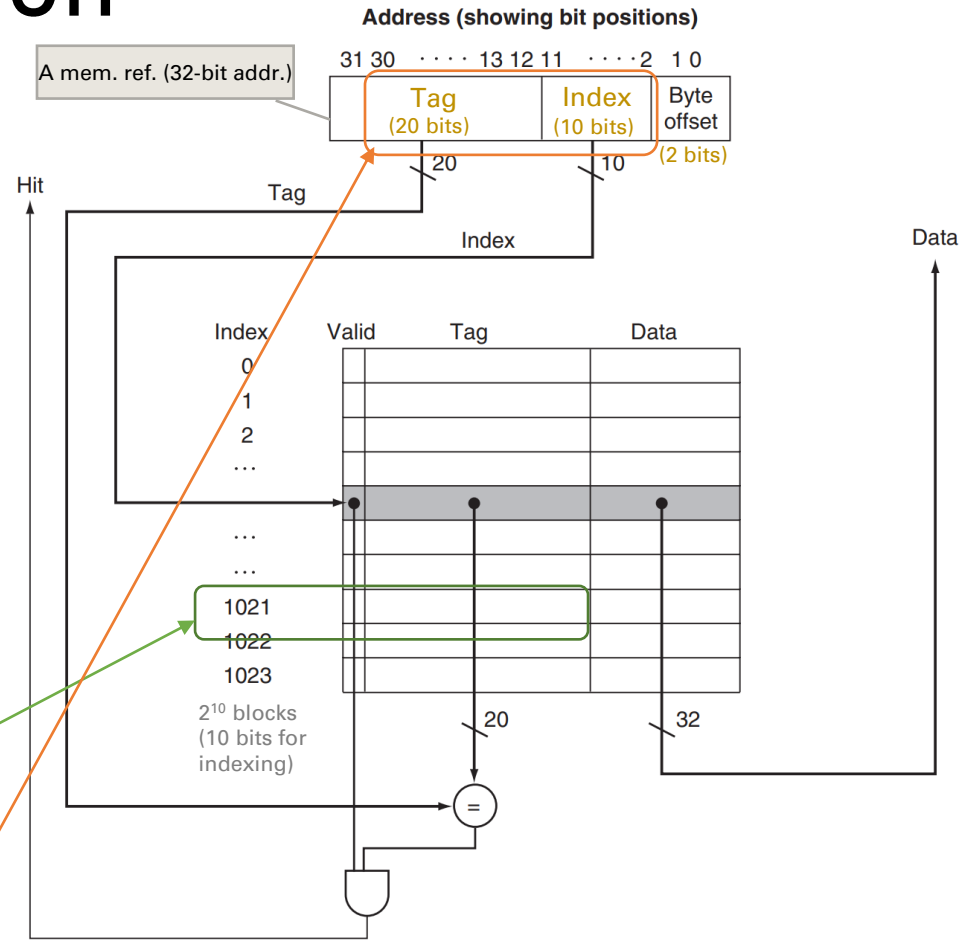 Address (showing bit positions)
A mem. ref. (32-bit addr.)
31 30 · · · · 13 12 11 · · · · 2 1 0
Tag
(20 bits)
Index
(10 bits)
Byte
offset
(2 bits)
20
10
Hit
Tag
Index
Data
Index
Valid
Tag
Data
0
1
2
...
...
...
1021
1022
1023
2¹⁰ blocks
(10 bits for
indexing)
20
32
=